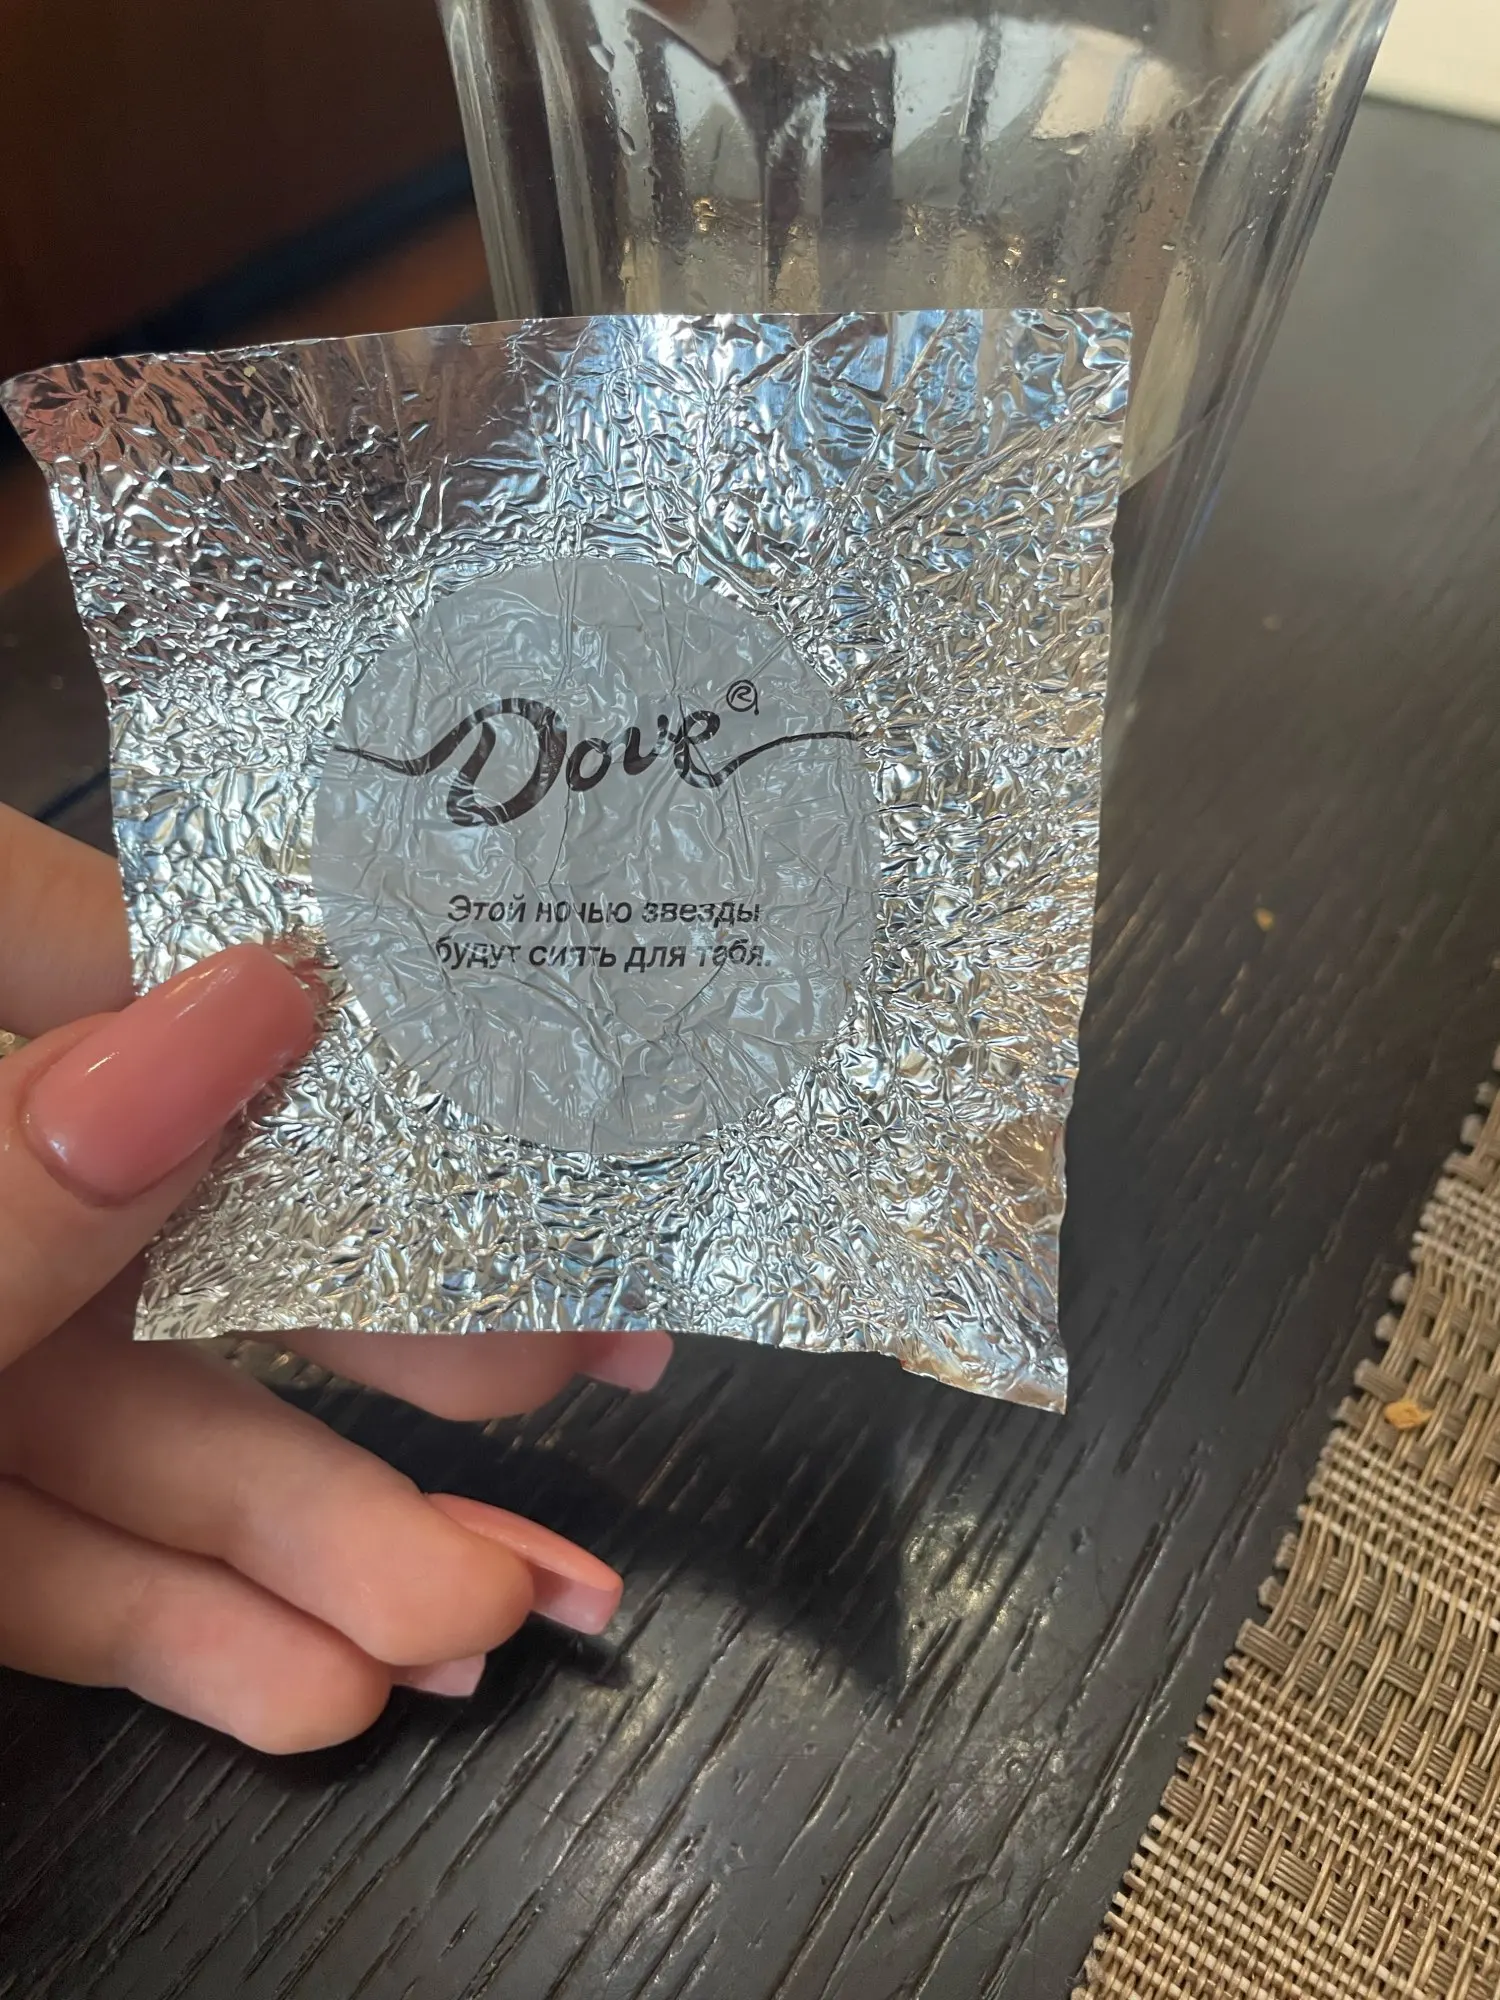 Dove®
Этой ночью звезды
будут сиять для тебя.